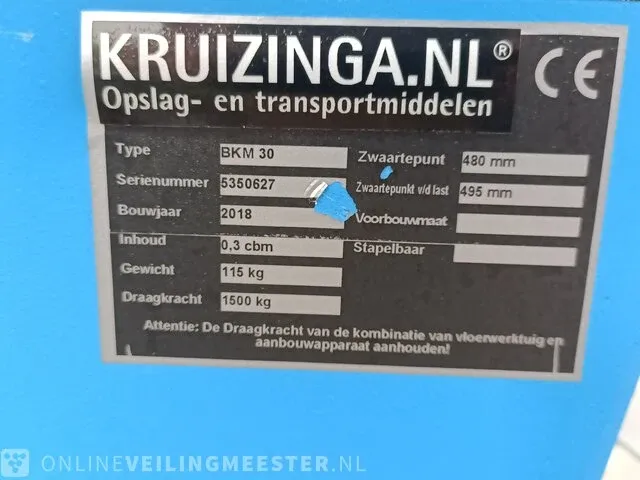 KRUIZINGA.NL®
Opslag- en transportmiddelen
CE
Type BKM 30 Zwaartepunt 480 mm
Serienummer 5350627 Zwaartepunkt v/d last 495 mm
Bouwjaar 2018 Voorbouwmaat
Inhoud 0,3 cbm Stapelbaar
Gewicht 115 kg
Draagkracht 1500 kg
Attentie: De Draagkracht van de kombinatie van vloerwerktuig en
aanbouwapparaat aanhouden!
ONLINEVEILINGMEESTER.NL